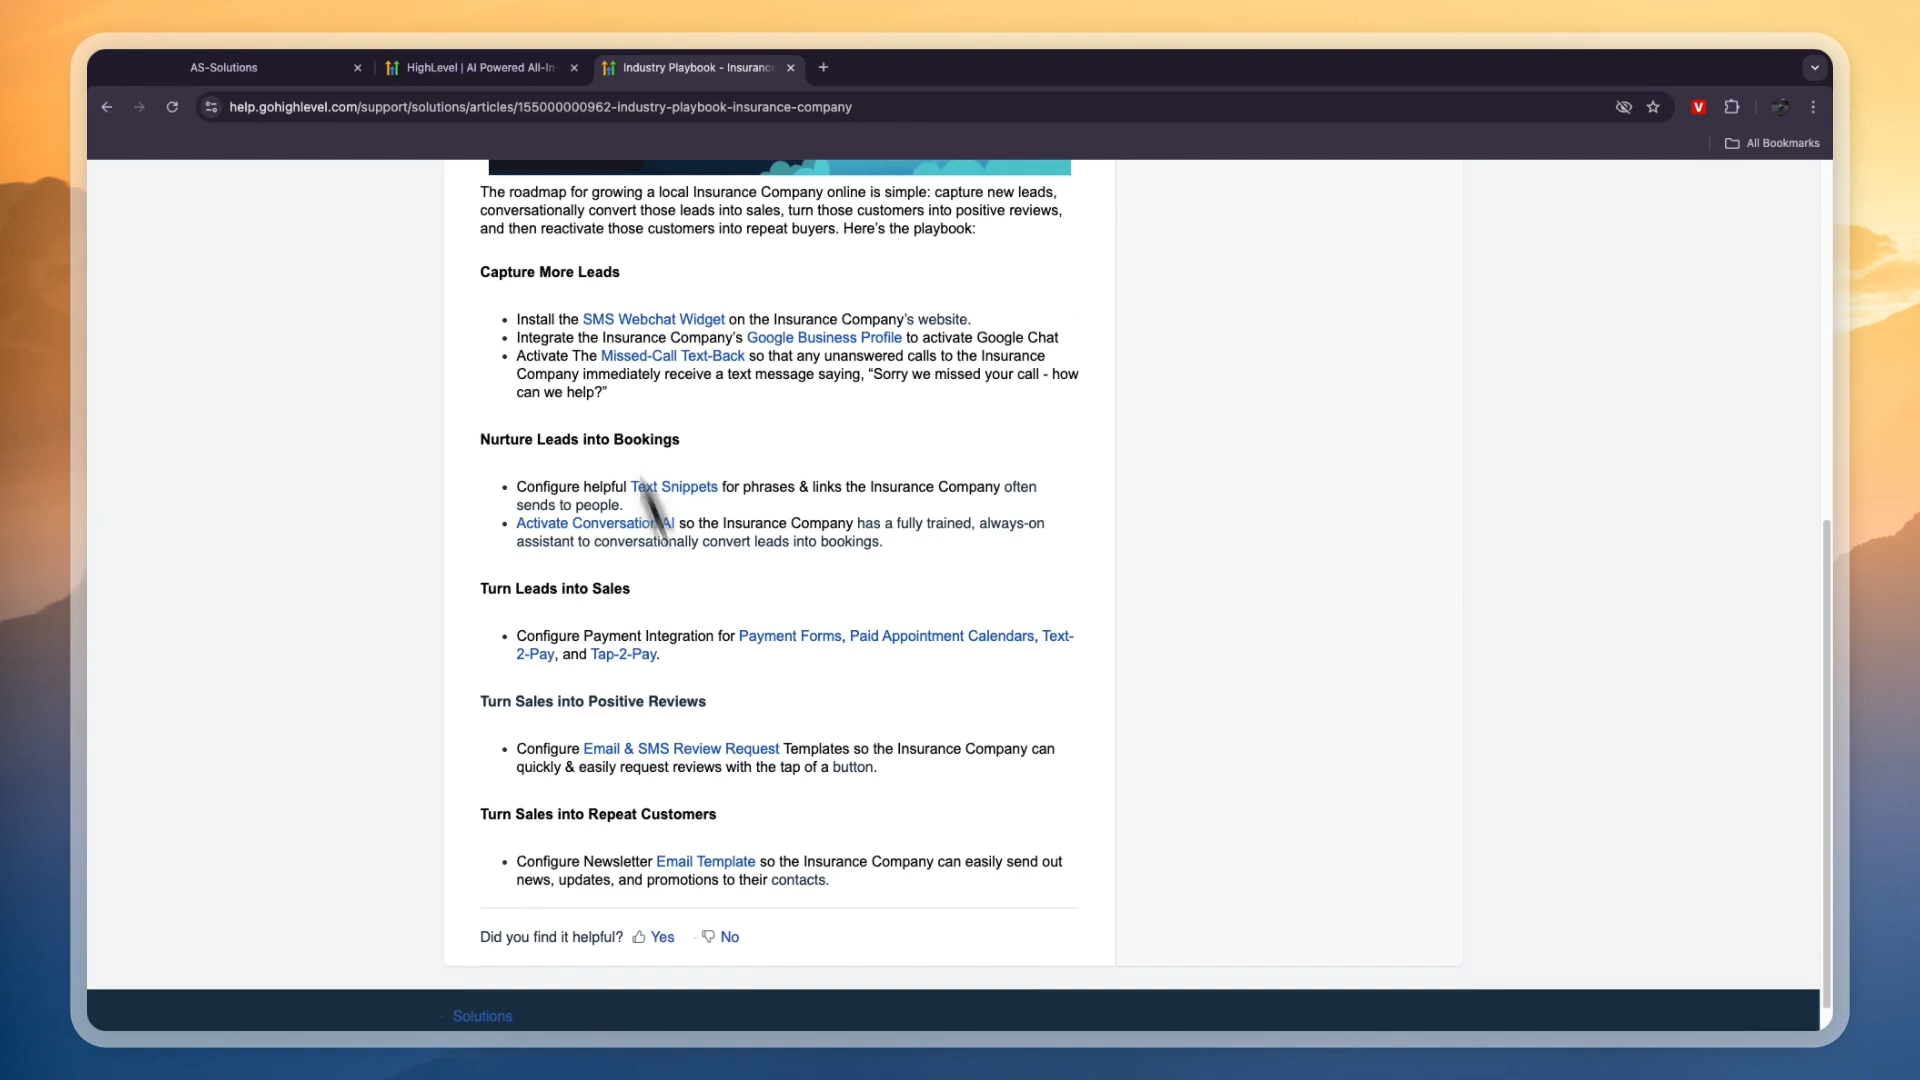 AS-Solutions
HighLevel | AI Powered All-In-
Industry Playbook - Insurance
help.gohighlevel.com/support/solutions/articles/155000000962-industry-playbook-insurance-company
V
All Bookmarks
The roadmap for growing a local Insurance Company online is simple: capture new leads,
conversationally convert those leads into sales, turn those customers into positive reviews,
and then reactivate those customers into repeat buyers. Here's the playbook:
Capture More Leads
• Install the SMS Webchat Widget on the Insurance Company's website.
• Integrate the Insurance Company's Google Business Profile to activate Google Chat
• Activate The Missed-Call Text-Back so that any unanswered calls to the Insurance
Company immediately receive a text message saying, “Sorry we missed your call - how
can we help?”
Nurture Leads into Bookings
• Configure helpful Text Snippets for phrases & links the Insurance Company often
sends to people.
• Activate Conversation AI so the Insurance Company has a fully trained, always-on
assistant to conversationally convert leads into bookings.
Turn Leads into Sales
• Configure Payment Integration for Payment Forms, Paid Appointment Calendars, Text-
2-Pay, and Tap-2-Pay.
Turn Sales into Positive Reviews
• Configure Email & SMS Review Request Templates so the Insurance Company can
quickly & easily request reviews with the tap of a button.
Turn Sales into Repeat Customers
• Configure Newsletter Email Template so the Insurance Company can easily send out
news, updates, and promotions to their contacts.
Did you find it helpful? Yes - No
- Solutions